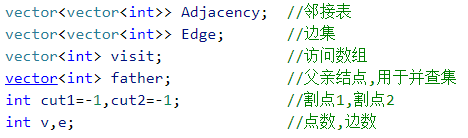 vector<vector<int>> Adjacency;  //邻接表
vector<vector<int>> Edge;       //边集
vector<int> visit;              //访问数组
vector<int> father;             //父亲结点,用于并查集
int cut1=-1,cut2=-1;            //割点1,割点2
int v,e;                        //点数,边数